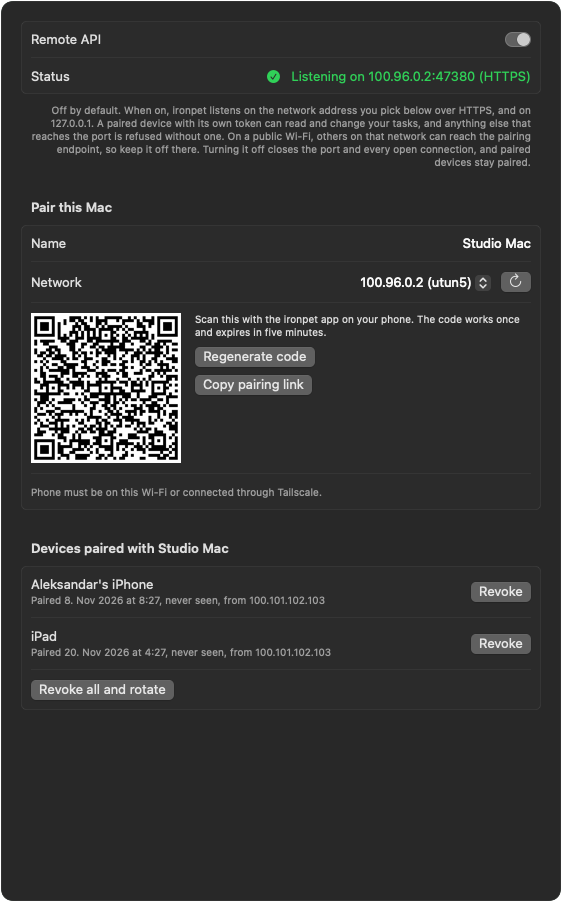 Remote API
Status
Listening on 100.96.0.2:47380 (HTTPS)
Off by default. When on, ironpet listens on the network address you pick below over HTTPS, and on
127.0.0.1. A paired device with its own token can read and change your tasks, and anything else that
reaches the port is refused without one. On a public Wi-Fi, others on that network can reach the pairing
endpoint, so keep it off there. Turning it off closes the port and every open connection, and paired
devices stay paired.
Pair this Mac
Name
Studio Mac
Network
100.96.0.2 (utun5)
Scan this with the ironpet app on your phone. The code works once
and expires in five minutes.
Regenerate code
Copy pairing link
Phone must be on this Wi-Fi or connected through Tailscale.
Devices paired with Studio Mac
Aleksandar's iPhone
Paired 8. Nov 2026 at 8:27, never seen, from 100.101.102.103
Revoke
iPad
Paired 20. Nov 2026 at 4:27, never seen, from 100.101.102.103
Revoke
Revoke all and rotate